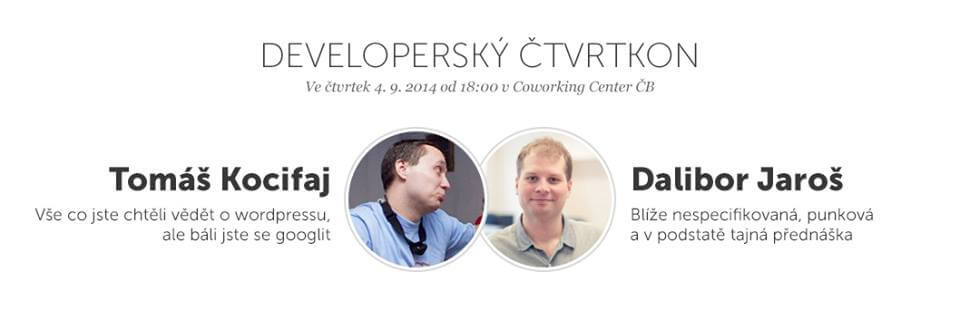 DEVELOPERSKÝ ČTVRTKON
Ve čtvrtek 4. 9. 2014 od 18:00 v Coworking Center ČB
Tomáš Kocifaj
Vše co jste chtěli vědět o wordpressu,
ale báli jste se googlit
Dalibor Jaroš
Blíže nespecifikovaná, punková
a v podstatě tajná přednáška